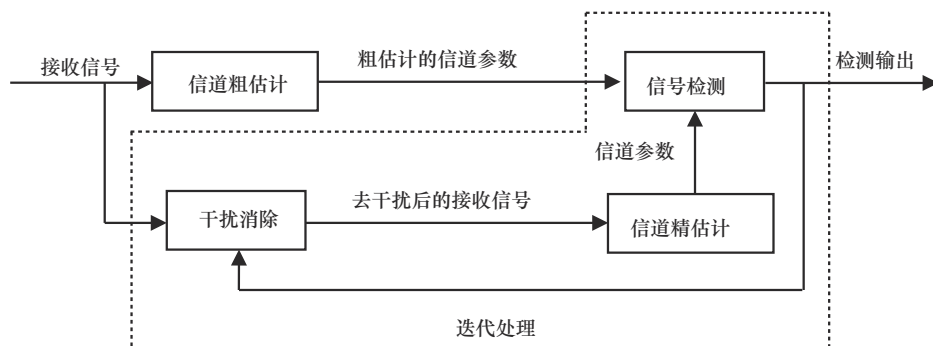 接收信号
信道粗估计
粗估计的信道参数
信号检测
检测输出
信道参数
干扰消除
去干扰后的接收信号
信道精估计
迭代处理